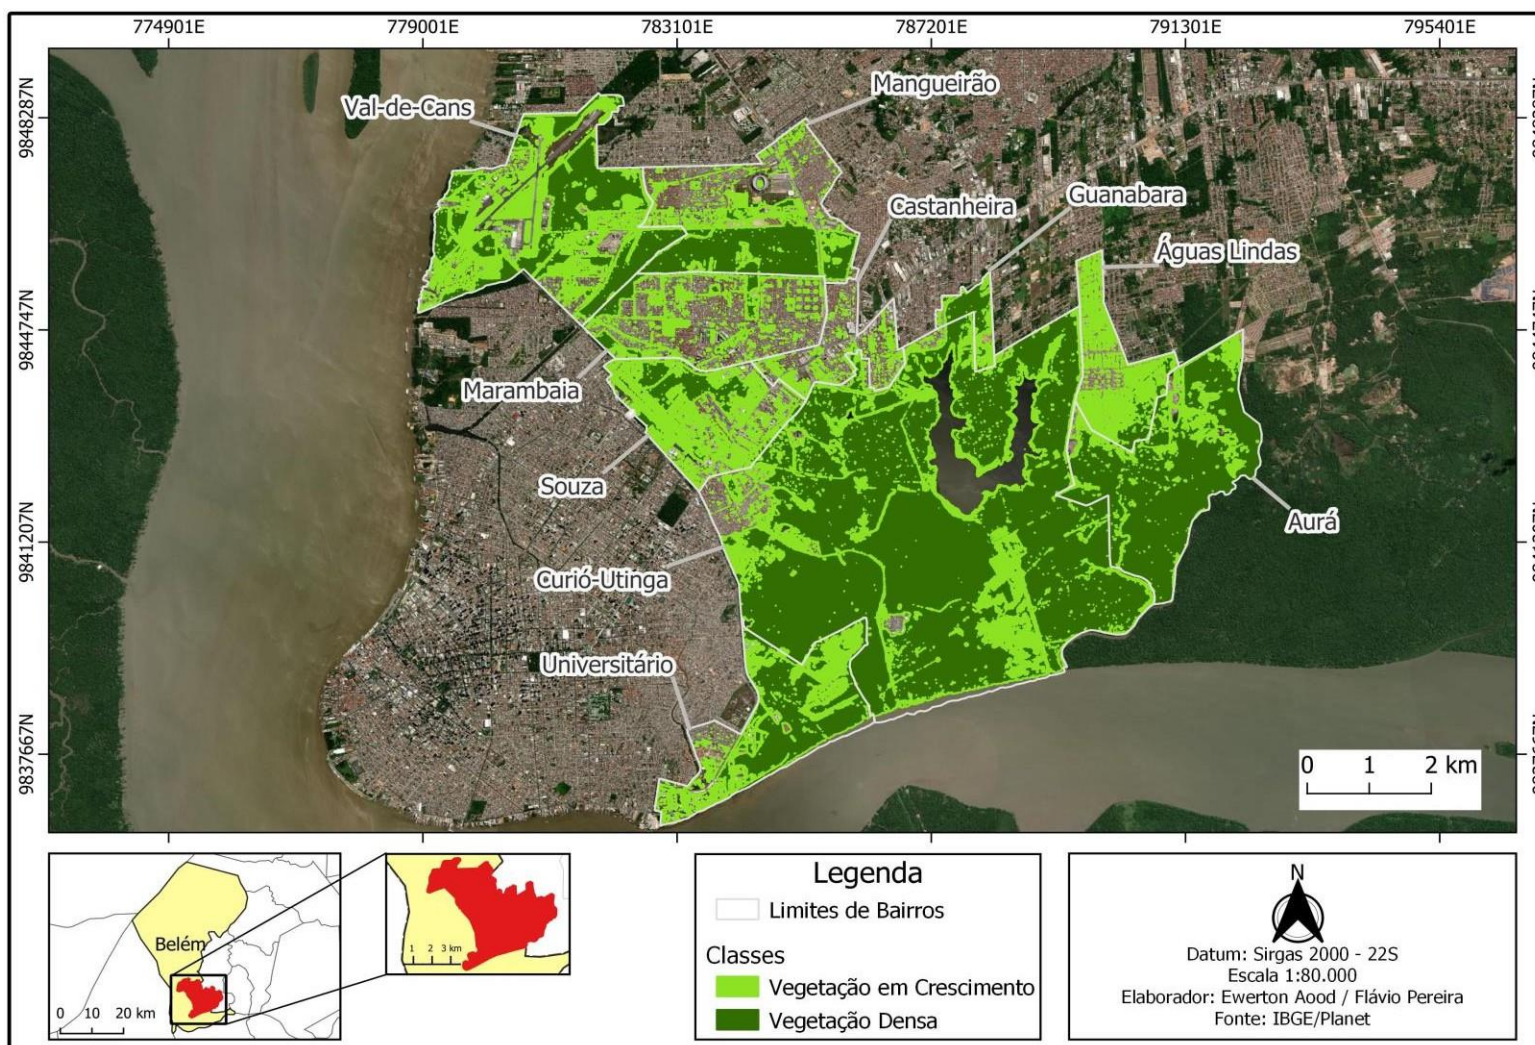 774901E 779001E 783101E 787201E 791301E 795401E
9848287N
9844747N
9841207N
9837667N
Mangueirão
Val-de-Cans
Guanabara
Castanheira
Águas Lindas
Marambaia
Souza
Aurá
Curió-Utinga
Universitário
0 1 2 km
Belém
0 10 20 km
1 2 3 km
Legenda
Limites de Bairros
Classes
Vegetação em Crescimento
Vegetação Densa
N
Datum: Sirgas 2000 - 22S
Escala 1:80.000
Elaborador: Ewerton Aood / Flávio Pereira
Fonte: IBGE/Planet